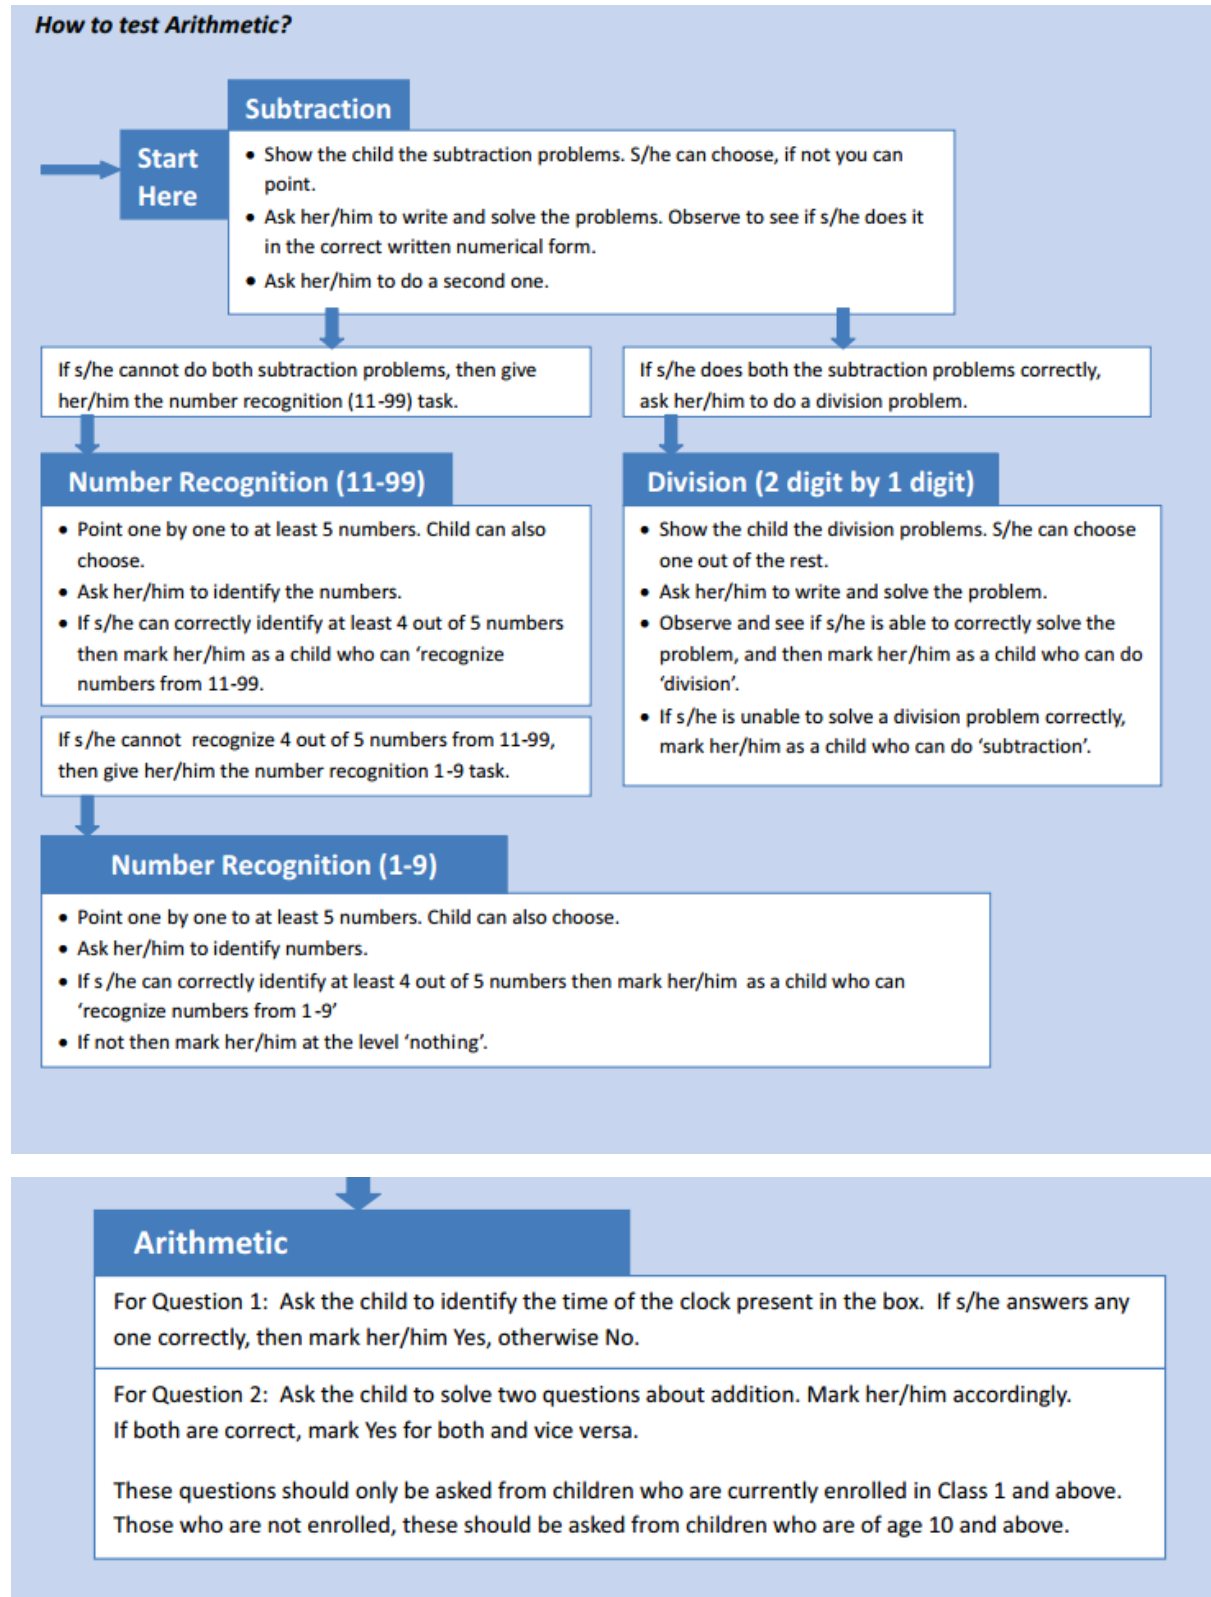 How to test Arithmetic?
Subtraction
Start
Here
• Show the child the subtraction problems. S/he can choose, if not you can
point.
• Ask her/him to write and solve the problems. Observe to see if s/he does it
in the correct written numerical form.
• Ask her/him to do a second one.
If s/he cannot do both subtraction problems, then give
her/him the number recognition (11-99) task.
Number Recognition (11-99)
• Point one by one to at least 5 numbers. Child can also
choose.
• Ask her/him to identify the numbers.
• If s/he can correctly identify at least 4 out of 5 numbers
then mark her/him as a child who can ‘recognize
numbers from 11-99.
If s/he cannot recognize 4 out of 5 numbers from 11-99,
then give her/him the number recognition 1-9 task.
If s/he does both the subtraction problems correctly,
ask her/him to do a division problem.
Division (2 digit by 1 digit)
• Show the child the division problems. S/he can choose
one out of the rest.
• Ask her/him to write and solve the problem.
• Observe and see if s/he is able to correctly solve the
problem, and then mark her/him as a child who can do
‘division’.
• If s/he is unable to solve a division problem correctly,
mark her/him as a child who can do ‘subtraction’.
Number Recognition (1-9)
• Point one by one to at least 5 numbers. Child can also choose.
• Ask her/him to identify numbers.
• If s/he can correctly identify at least 4 out of 5 numbers then mark her/him as a child who can
‘recognize numbers from 1-9’
• If not then mark her/him at the level ‘nothing’.
Arithmetic
For Question 1: Ask the child to identify the time of the clock present in the box. If s/he answers any
one correctly, then mark her/him Yes, otherwise No.
For Question 2: Ask the child to solve two questions about addition. Mark her/him accordingly.
If both are correct, mark Yes for both and vice versa.
These questions should only be asked from children who are currently enrolled in Class 1 and above.
Those who are not enrolled, these should be asked from children who are of age 10 and above.